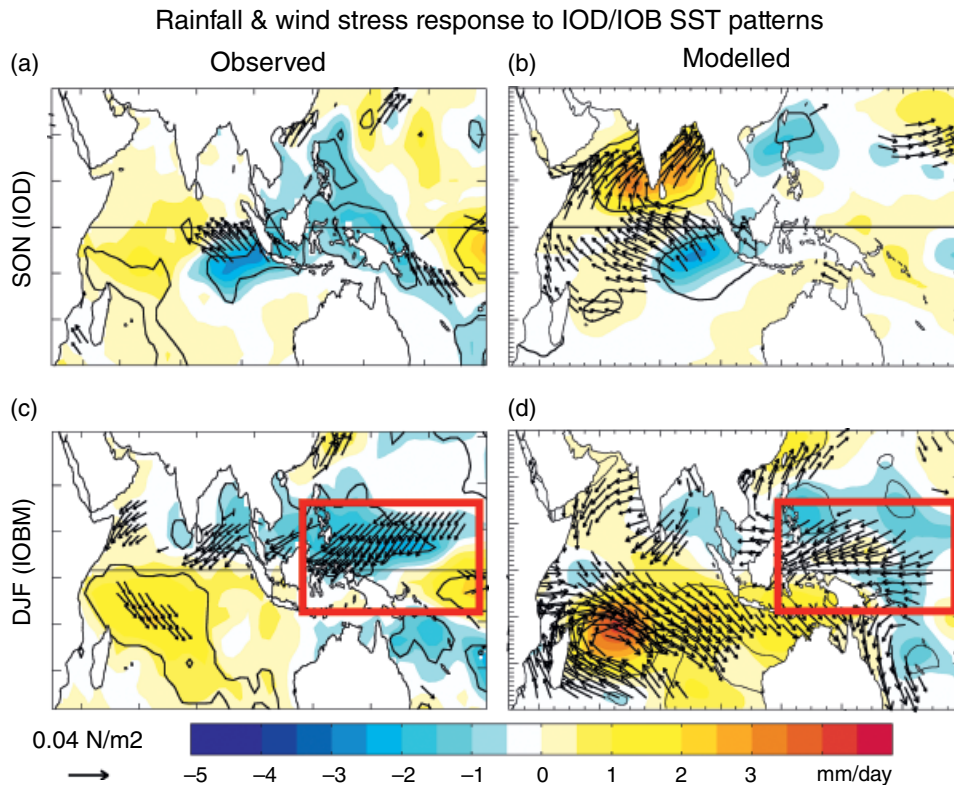 Rainfall & wind stress response to IOD/IOB SST patterns
(a)
Observed
(b)
Modelled
SON (IOD)
(c)
(d)
DJF (IOBM)
0.04 N/m2
–5 –4 –3 –2 –1 0 1 2 3 mm/day